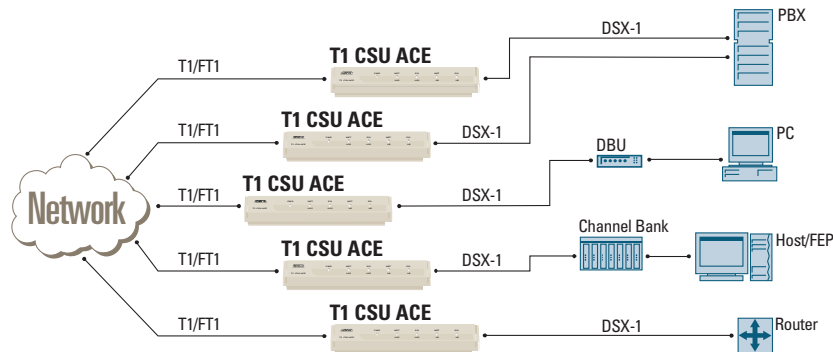 PBX
DSX-1
T1 CSU ACE
T1/FT1
T1 CSU ACE
T1/FT1
DSX-1
PC
DBU
T1 CSU ACE
Network
T1/FT1
DSX-1
Channel Bank
T1 CSU ACE
Host/FEP
T1/FT1
DSX-1
T1 CSU ACE
T1/FT1
DSX-1
Router